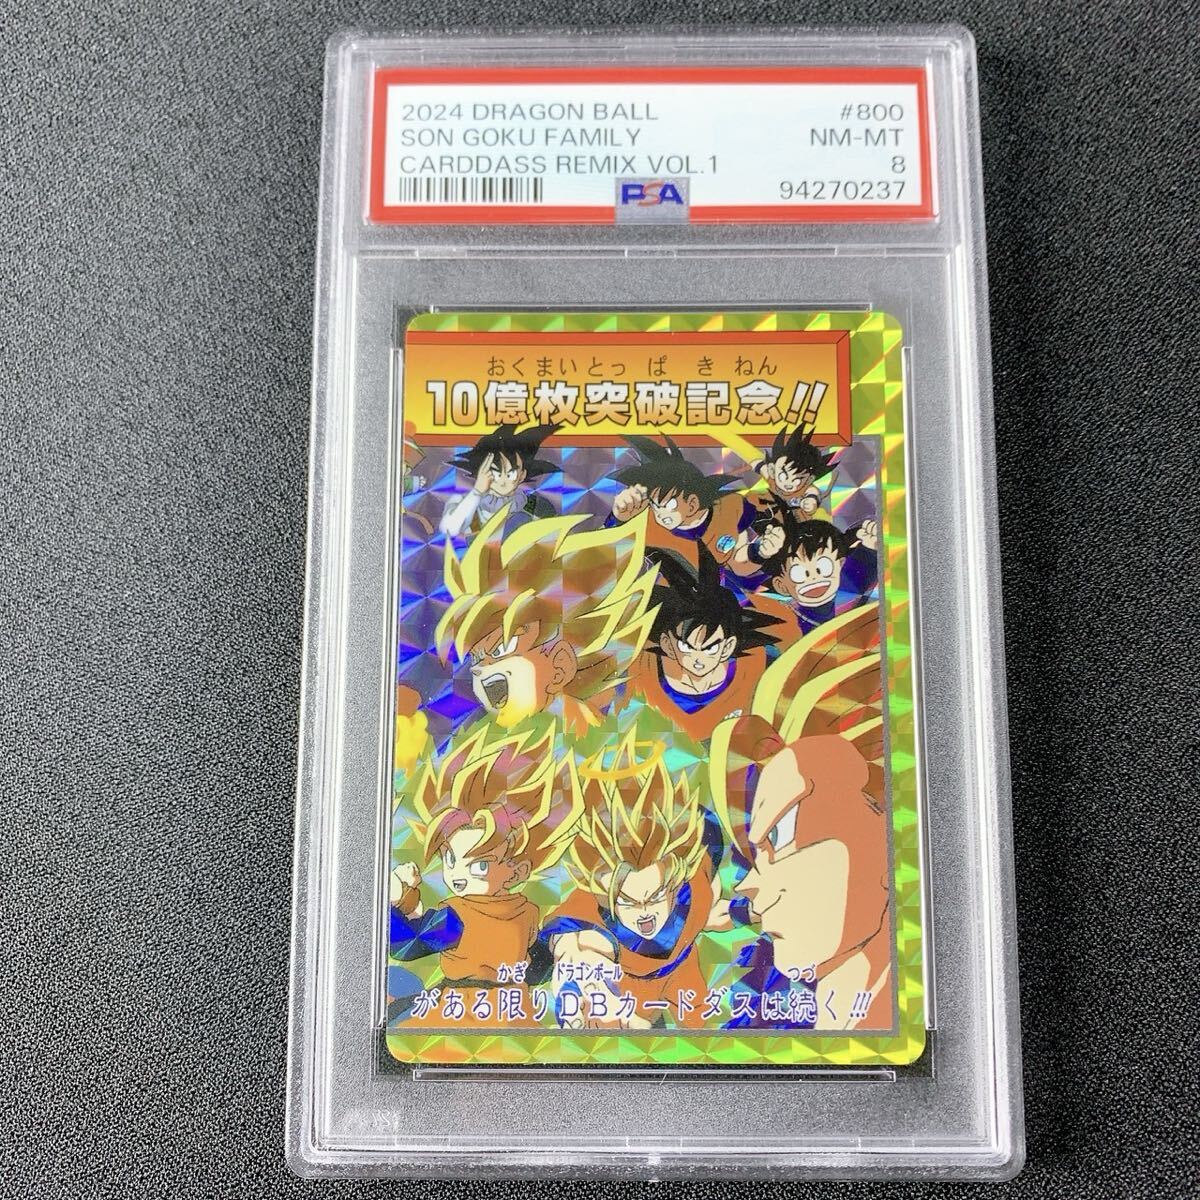 2024 DRAGON BALL #800
SON GOKU FAMILY NM-MT
CARDDASS REMIX VOL.1 8
PSA 94270237
おくまいとっぱきねん
10億枚突破記念!!
かぎ ドラゴンボール つづ
がある限りDBカードダスは続く!!!